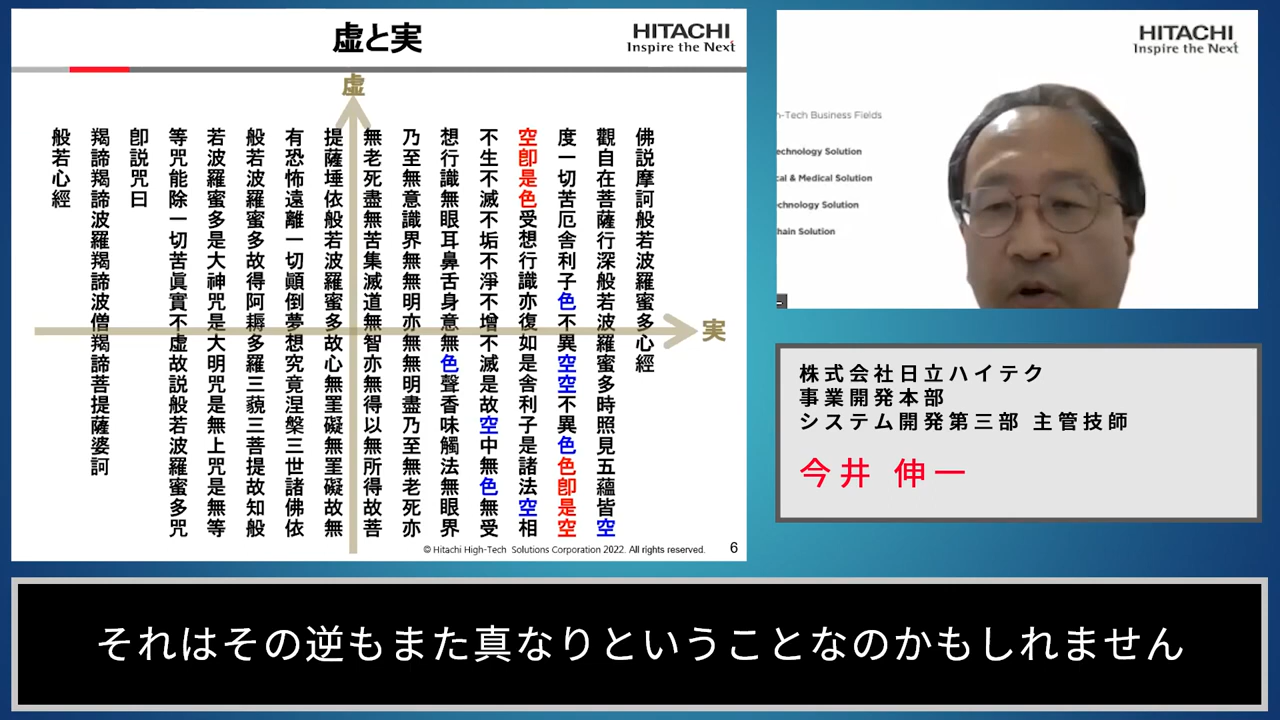 虚と実
HITACHI
Inspire the Next
虚
実
佛説摩訶般若波羅蜜多心經
觀自在菩薩行深般若波羅蜜多時照見五蘊皆空
度一切苦厄舎利子色不異空空不異色色卽是空
空卽是色受想行識亦復如是舎利子是諸法空相
不生不滅不垢不淨不増不滅是故空中無色無受
想行識無眼耳鼻舌身意無色聲香味觸法無眼界
乃至無意識界無無明亦無無明盡乃至無老死亦
無老死盡無苦集滅道無智亦無得以無所得故菩
提薩埵依般若波羅蜜多故心無罣礙無罣礙故無
有恐怖遠離一切顚倒夢想究竟涅槃三世諸佛依
般若波羅蜜多故得阿耨多羅三藐三菩提故知般
若波羅蜜多是大神咒是大明咒是無上咒是無等
等咒能除一切苦眞實不虚故説般若波羅蜜多咒
卽説咒曰
羯諦羯諦波羅羯諦波僧羯諦菩提薩婆訶
般若心經
© Hitachi High-Tech Solutions Corporation 2022. All rights reserved.
6
HITACHI
Inspire the Next
h-Tech Business Fields
echnology Solution
cal & Medical Solution
echnology Solution
hain Solution
株式会社日立ハイテク
事業開発本部
システム開発第三部 主管技師
今井 伸一
それはその逆もまた真なりということなのかもしれません